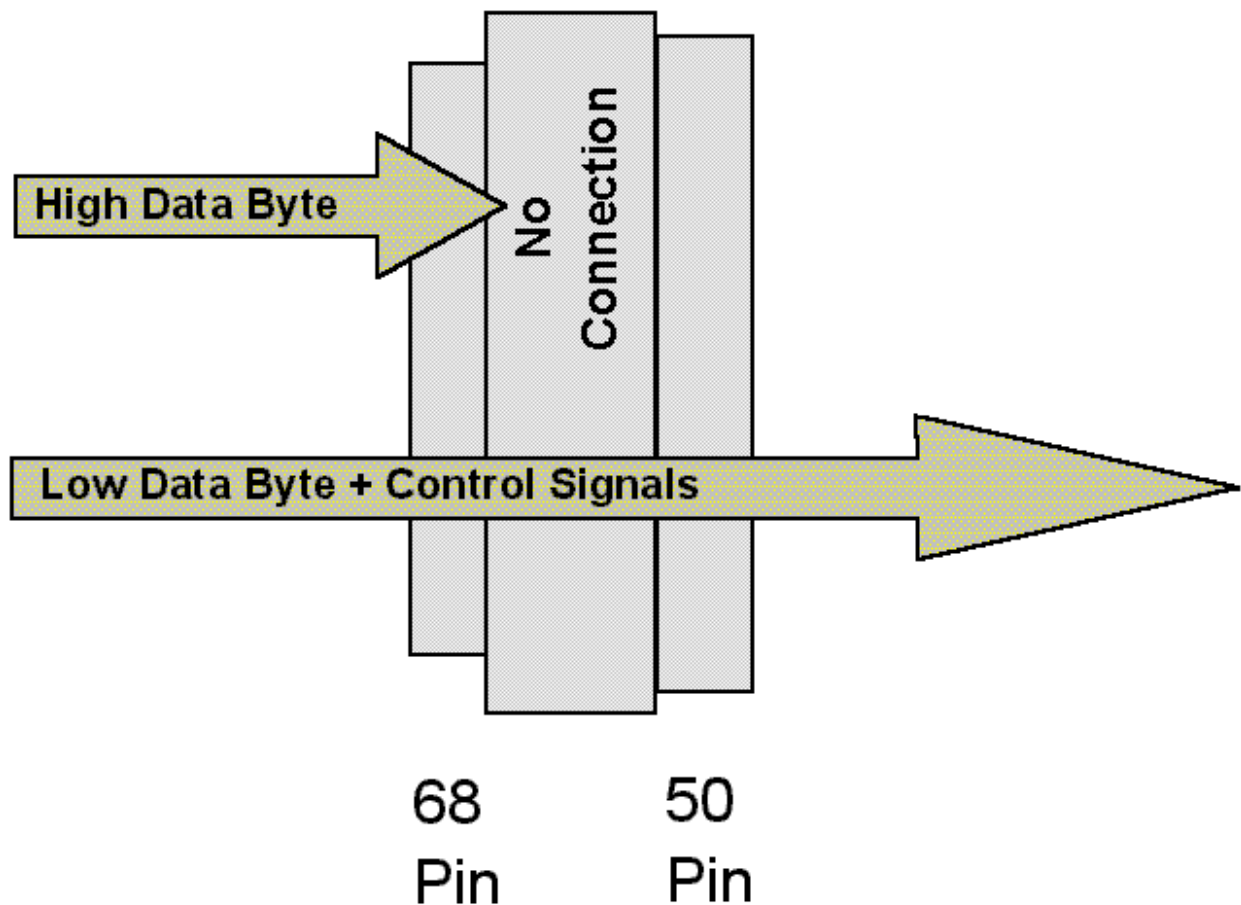 High Data Byte
No
Connection
Low Data Byte + Control Signals
68
Pin
50
Pin